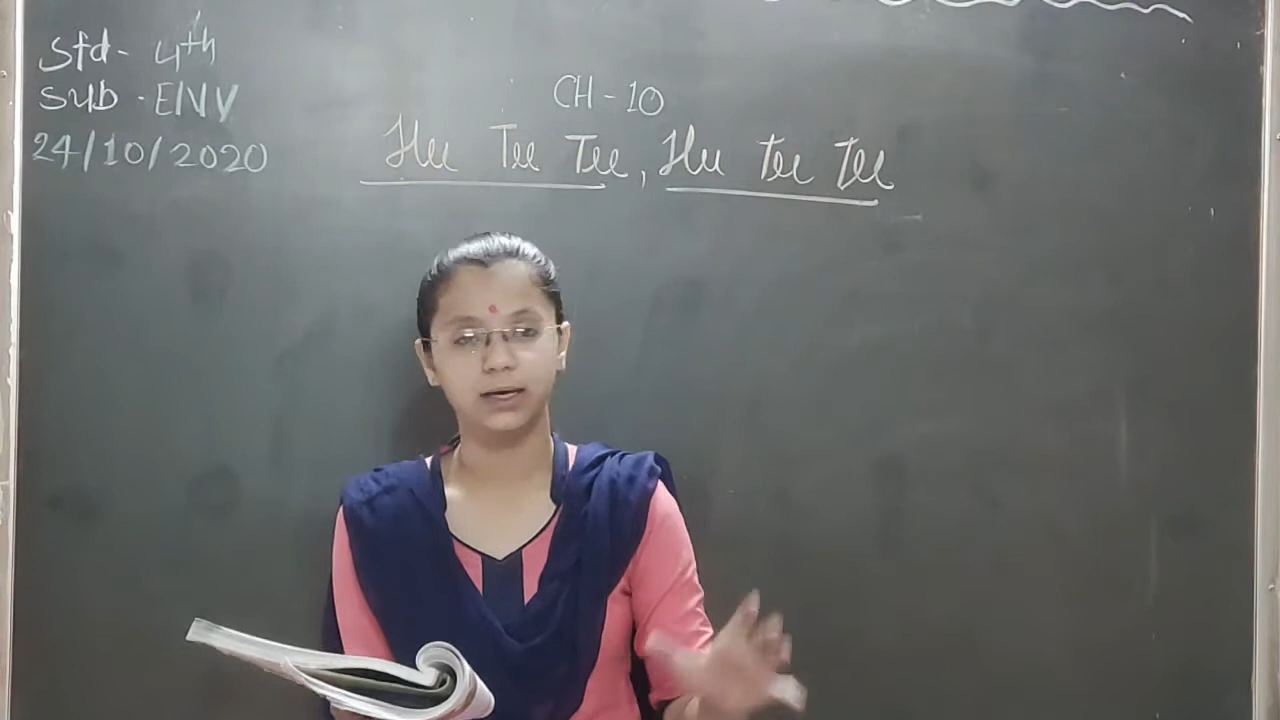 Std - 4th
Sub - ENV
24/10/2020
CH - 10
Hu Tu Tu, Hu tu tu